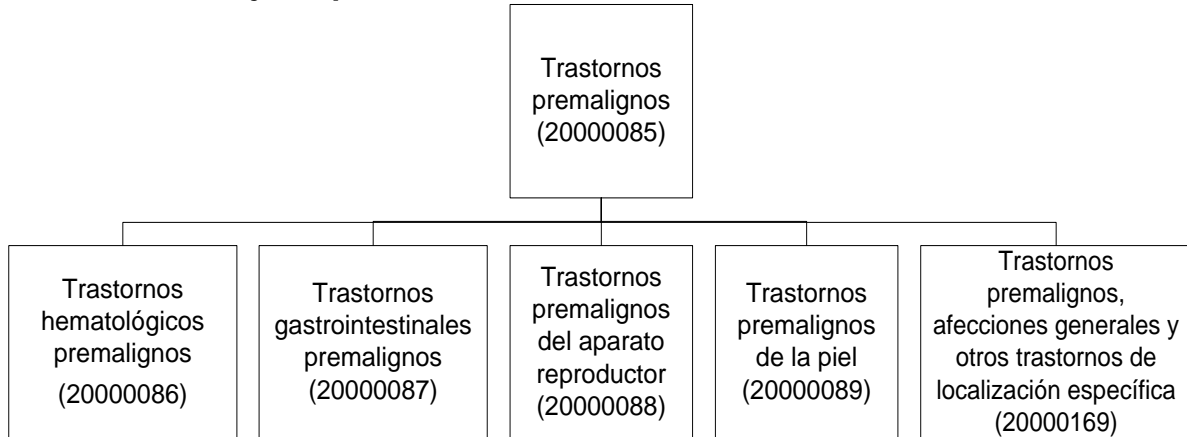 Trastornos
premalignos
(20000085)
Trastornos
hematológicos
premalignos
(20000086)
Trastornos
gastrointestinales
premalignos
(20000087)
Trastornos
premalignos
del aparato
reproductor
(20000088)
Trastornos
premalignos
de la piel
(20000089)
Trastornos
premalignos,
afecciones generales y
otros trastornos de
localización específica
(20000169)